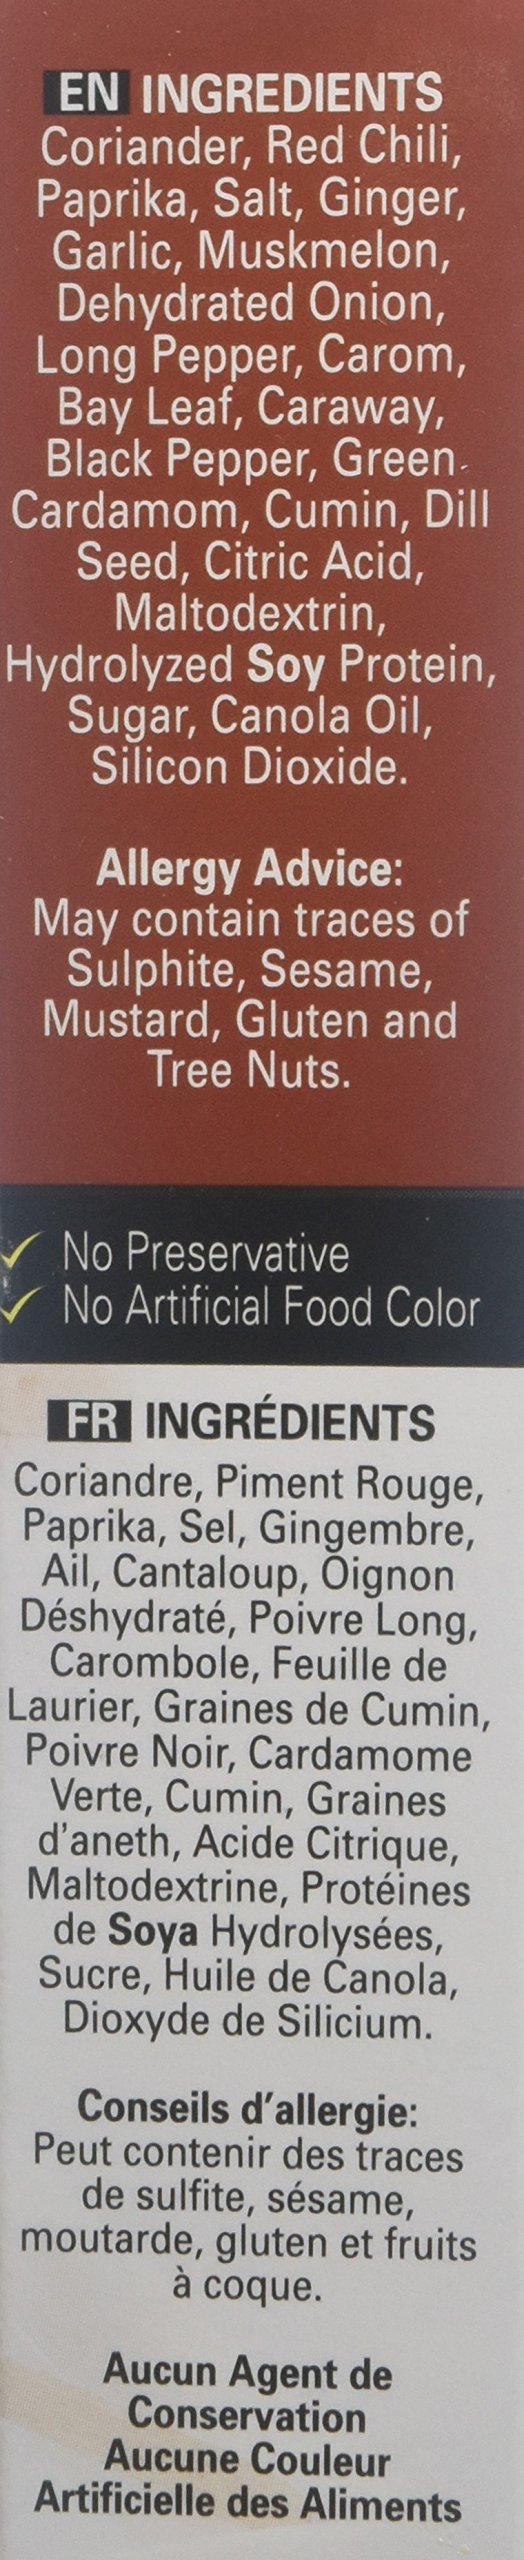 EN INGREDIENTS
Coriander, Red Chili,
Paprika, Salt, Ginger,
Garlic, Muskmelon,
Dehydrated Onion,
Long Pepper, Carom,
Bay Leaf, Caraway,
Black Pepper, Green
Cardamom, Cumin, Dill
Seed, Citric Acid,
Maltodextrin,
Hydrolyzed Soy Protein,
Sugar, Canola Oil,
Silicon Dioxide.
Allergy Advice:
May contain traces of
Sulphite, Sesame,
Mustard, Gluten and
Tree Nuts.
✓ No Preservative
✓ No Artificial Food Color
FR INGRÉDIENTS
Coriandre, Piment Rouge,
Paprika, Sel, Gingembre,
Ail, Cantaloup, Oignon
Déshydraté, Poivre Long,
Carombole, Feuille de
Laurier, Graines de Cumin,
Poivre Noir, Cardamome
Verte, Cumin, Graines
d'aneth, Acide Citrique,
Maltodextrine, Protéines
de Soya Hydrolysées,
Sucre, Huile de Canola,
Dioxyde de Silicium.
Conseils d'allergie:
Peut contenir des traces
de sulfite, sésame,
moutarde, gluten et fruits
à coque.
Aucun Agent de
Conservation
Aucune Couleur
Artificielle des Aliments